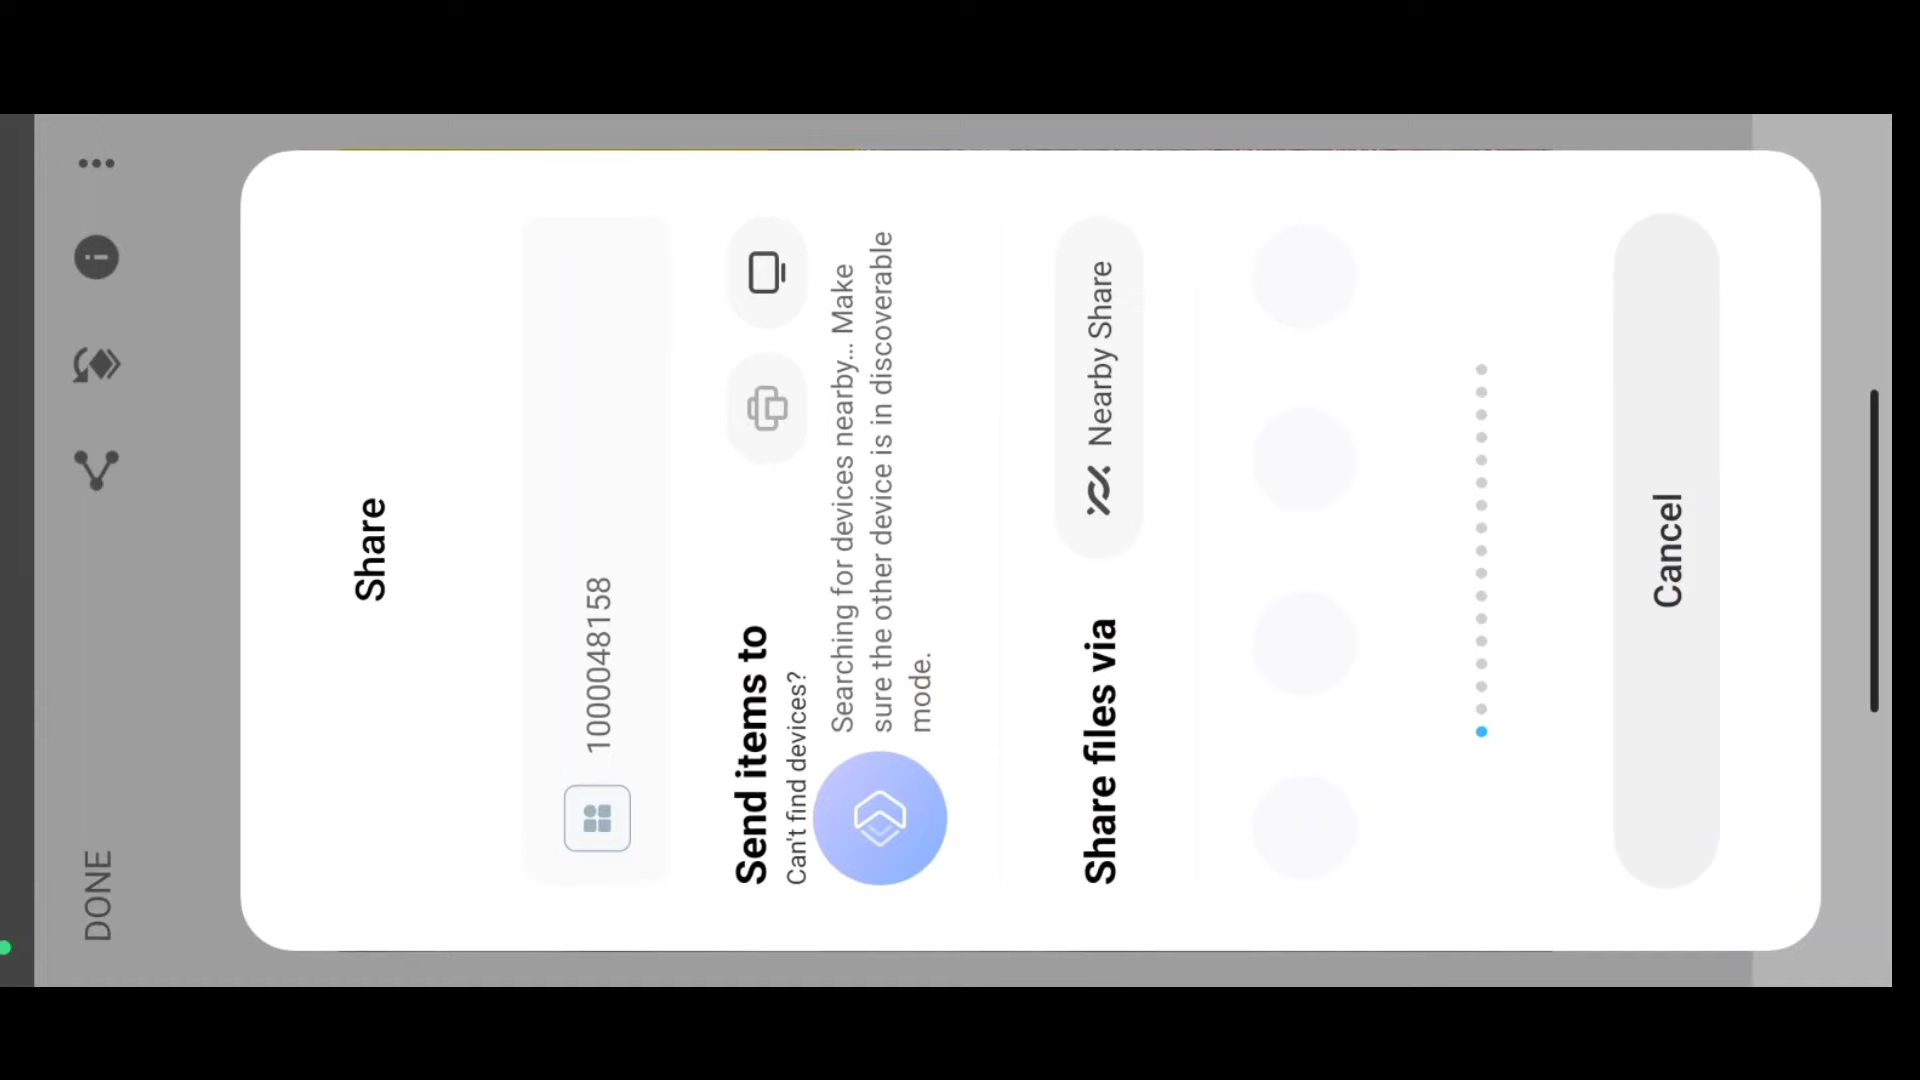 DONE
Share
1000048158
Send items to
Can't find devices?
Searching for devices nearby... Make
sure the other device is in discoverable
mode.
Share files via
Nearby Share
Cancel